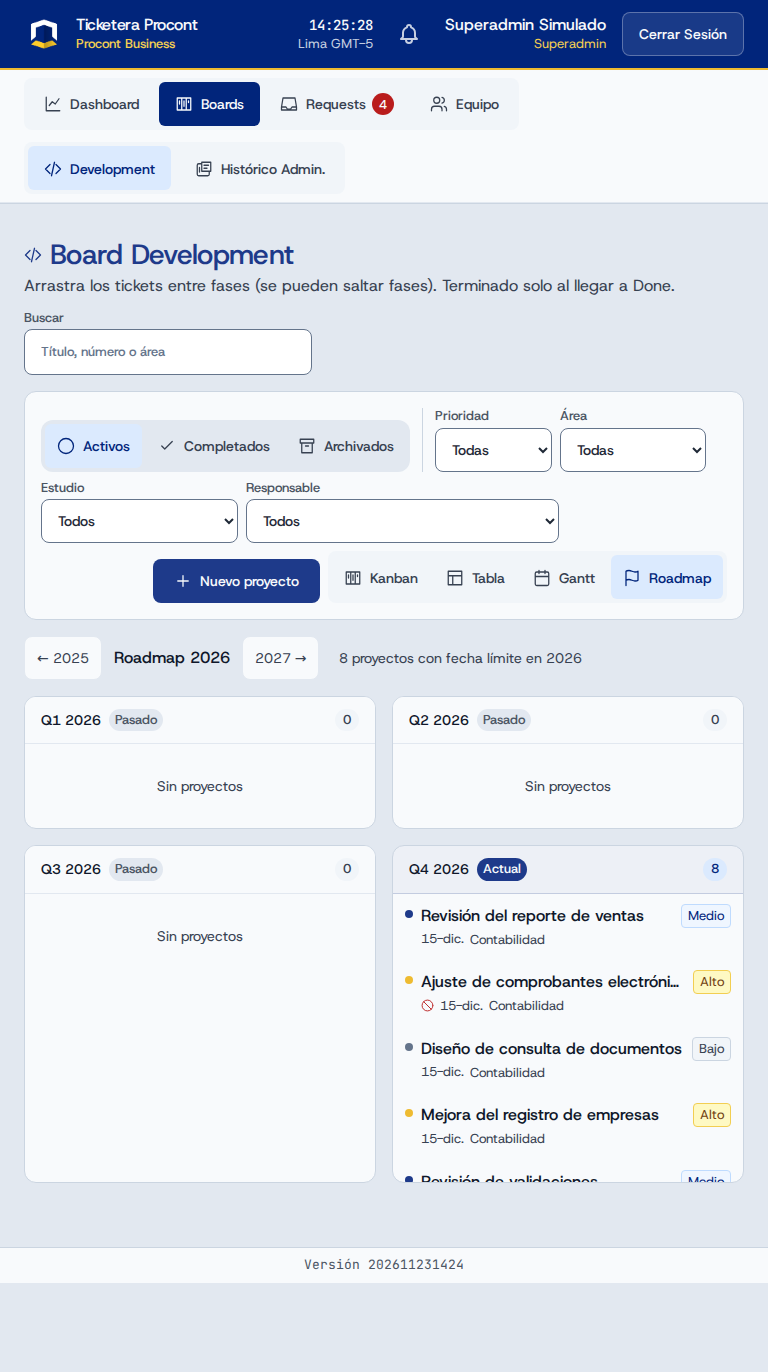 Ticketera Procont
Procont Business
14:25:28
Lima GMT-5
Superadmin Simulado
Superadmin
Cerrar Sesión
Dashboard
Boards
Requests 4
Equipo
Development
Histórico Admin.
Board Development
Arrastra los tickets entre fases (se pueden saltar fases). Terminado solo al llegar a Done.
Buscar
Título, número o área
Activos
Completados
Archivados
Prioridad
Todas
Área
Todas
Estudio
Todos
Responsable
Todos
Nuevo proyecto
Kanban
Tabla
Gantt
Roadmap
← 2025
Roadmap 2026
2027 →
8 proyectos con fecha límite en 2026
Q1 2026 Pasado 0
Sin proyectos
Q2 2026 Pasado 0
Sin proyectos
Q3 2026 Pasado 0
Sin proyectos
Q4 2026 Actual 8
Revisión del reporte de ventas Medio
15-dic. Contabilidad
Ajuste de comprobantes electróni... Alto
15-dic. Contabilidad
Diseño de consulta de documentos Bajo
15-dic. Contabilidad
Mejora del registro de empresas Alto
15-dic. Contabilidad
Revisión de validaciones Medio
Versión 202611231424